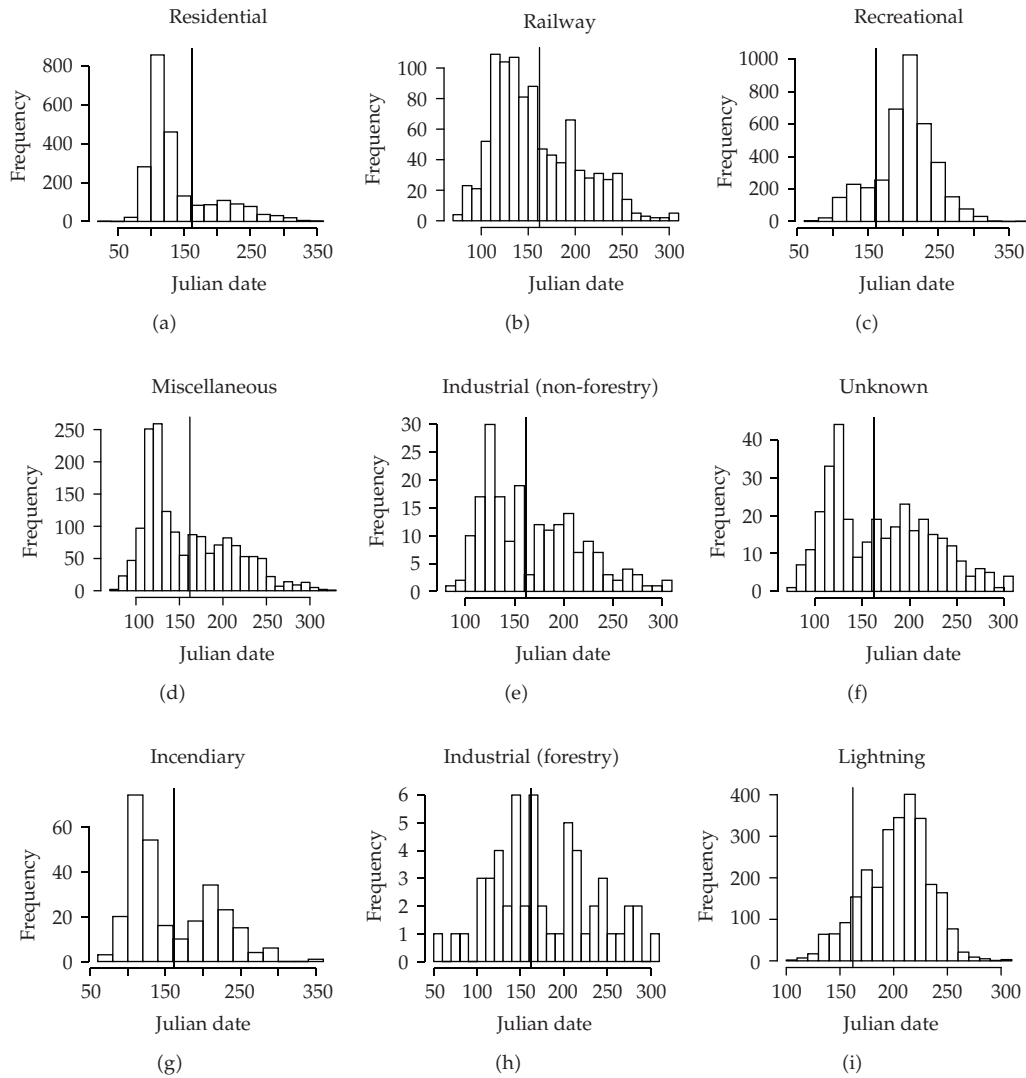 Residential
Frequency
800
600
400
200
0
50 150 250 350
Julian date
(a)
Railway
Frequency
100
80
60
40
20
0
100 150 200 250 300
Julian date
(b)
Recreational
Frequency
1000
800
600
400
200
0
50 150 250 350
Julian date
(c)
Miscellaneous
Frequency
250
200
150
100
50
0
100 150 200 250 300
Julian date
(d)
Industrial (non-forestry)
Frequency
30
25
20
15
10
5
0
100 150 200 250 300
Julian date
(e)
Unknown
Frequency
40
30
20
10
0
100 150 200 250 300
Julian date
(f)
Incendiary
Frequency
60
40
20
0
50 150 250 350
Julian date
(g)
Industrial (forestry)
Frequency
6
5
4
3
2
1
0
50 100 150 200 250 300
Julian date
(h)
Lightning
Frequency
400
300
200
100
0
100 150 200 250 300
Julian date
(i)